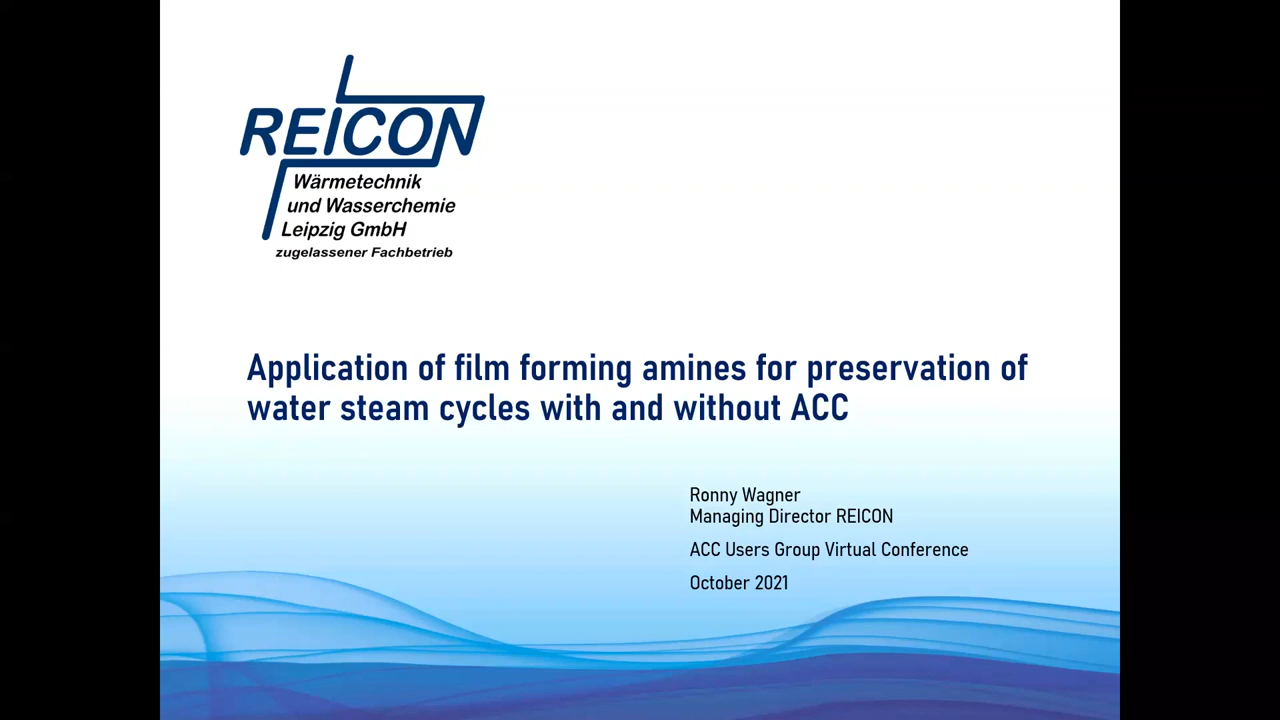 REICON
Wärmetechnik
und Wasserchemie
Leipzig GmbH
zugelassener Fachbetrieb
Application of film forming amines for preservation of
water steam cycles with and without ACC
Ronny Wagner
Managing Director REICON
ACC Users Group Virtual Conference
October 2021